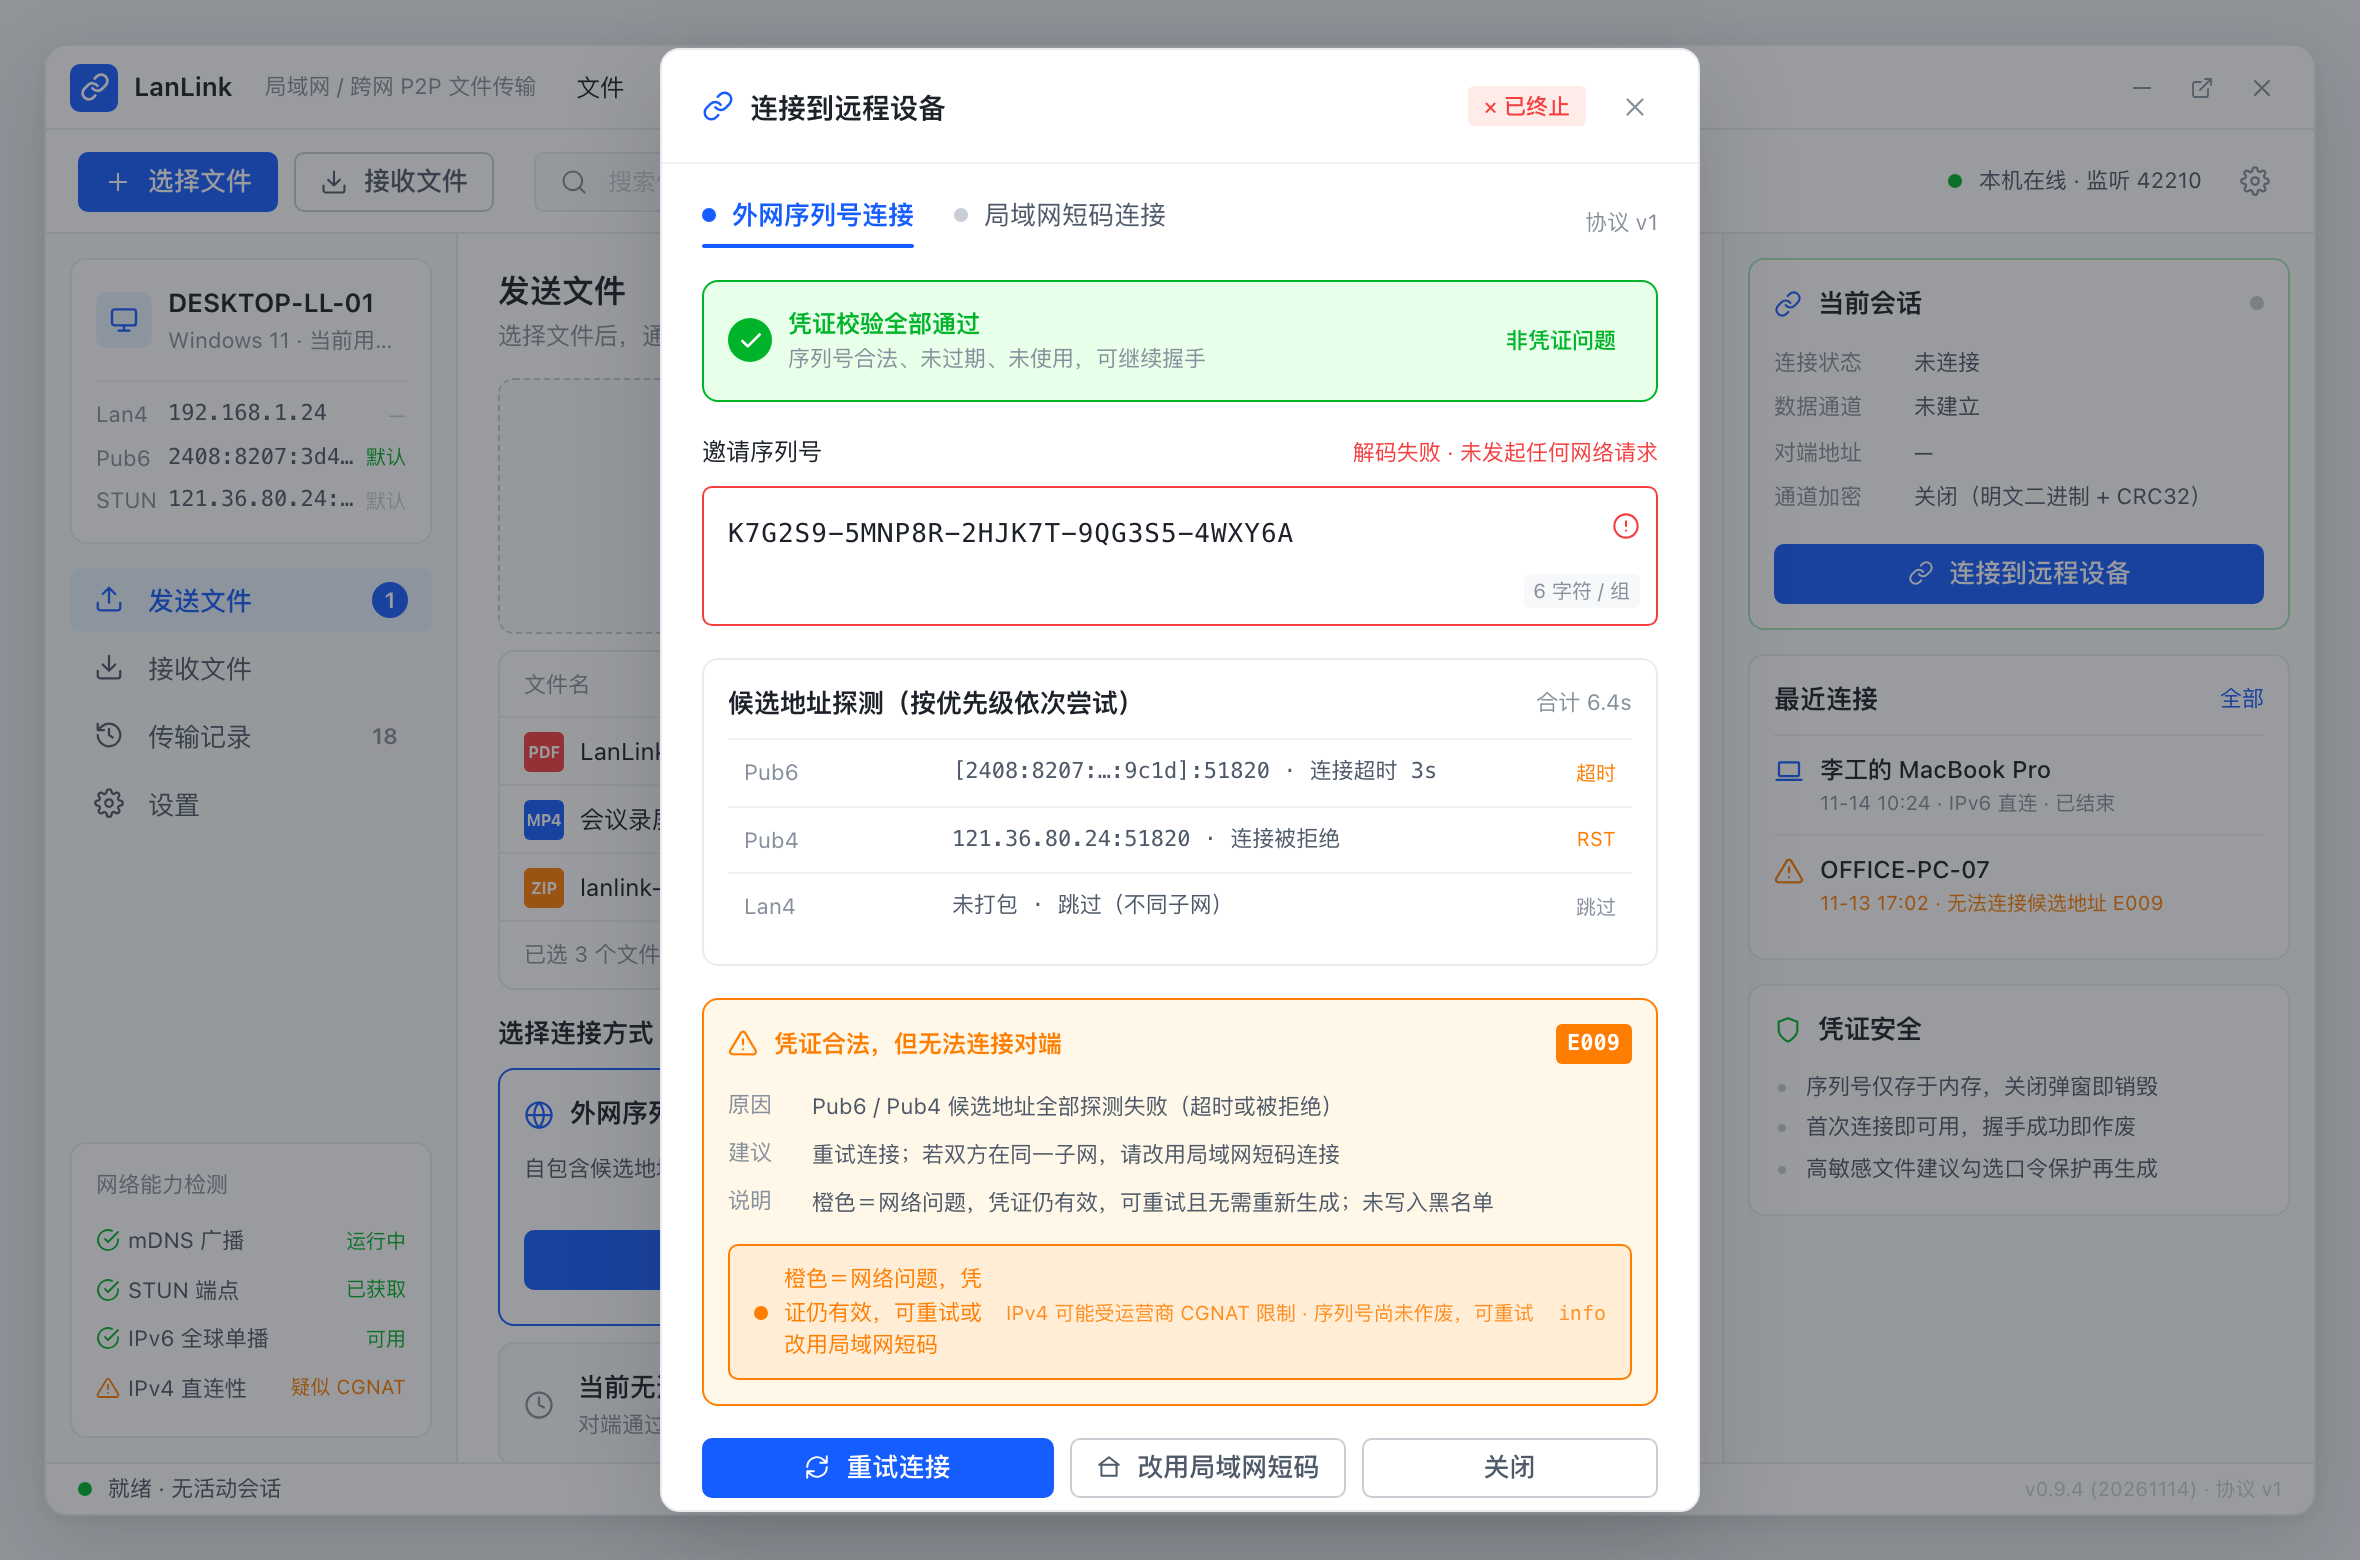 LanLink 局域网 / 跨网 P2P 文件传输 文件
选择文件 接收文件 搜索
本机在线 · 监听 42210
DESKTOP-LL-01
Windows 11 · 当前用...
Lan4 192.168.1.24 —
Pub6 2408:8207:3d4… 默认
STUN 121.36.80.24:… 默认
发送文件 1
接收文件
传输记录 18
设置
网络能力检测
mDNS 广播 运行中
STUN 端点 已获取
IPv6 全球单播 可用
IPv4 直连性 疑似 CGNAT
发送文件
选择文件后，通
文件名
PDF LanLink
MP4 会议录屏
ZIP lanlink-
已选 3 个文件
选择连接方式
外网序列
自包含候选地址
当前无
对端通过
连接到远程设备
× 已终止
外网序列号连接 局域网短码连接 协议 v1
凭证校验全部通过
序列号合法、未过期、未使用，可继续握手
非凭证问题
邀请序列号 解码失败 · 未发起任何网络请求
K7G2S9–5MNP8R–2HJK7T–9QG3S5–4WXY6A
6 字符 / 组
候选地址探测（按优先级依次尝试） 合计 6.4s
Pub6 [2408:8207:…:9c1d]:51820 · 连接超时 3s 超时
Pub4 121.36.80.24:51820 · 连接被拒绝 RST
Lan4 未打包 · 跳过（不同子网） 跳过
凭证合法，但无法连接对端 E009
原因 Pub6 / Pub4 候选地址全部探测失败（超时或被拒绝）
建议 重试连接；若双方在同一子网，请改用局域网短码连接
说明 橙色＝网络问题，凭证仍有效，可重试且无需重新生成；未写入黑名单
橙色＝网络问题，凭
证仍有效，可重试或
改用局域网短码
IPv4 可能受运营商 CGNAT 限制 · 序列号尚未作废，可重试 info
重试连接 改用局域网短码 关闭
当前会话
连接状态 未连接
数据通道 未建立
对端地址 —
通道加密 关闭（明文二进制 + CRC32）
连接到远程设备
最近连接 全部
李工的 MacBook Pro
11-14 10:24 · IPv6 直连 · 已结束
OFFICE-PC-07
11-13 17:02 · 无法连接候选地址 E009
凭证安全
序列号仅存于内存，关闭弹窗即销毁
首次连接即可用，握手成功即作废
高敏感文件建议勾选口令保护再生成
就绪 · 无活动会话
v0.9.4 (20261114) · 协议 v1